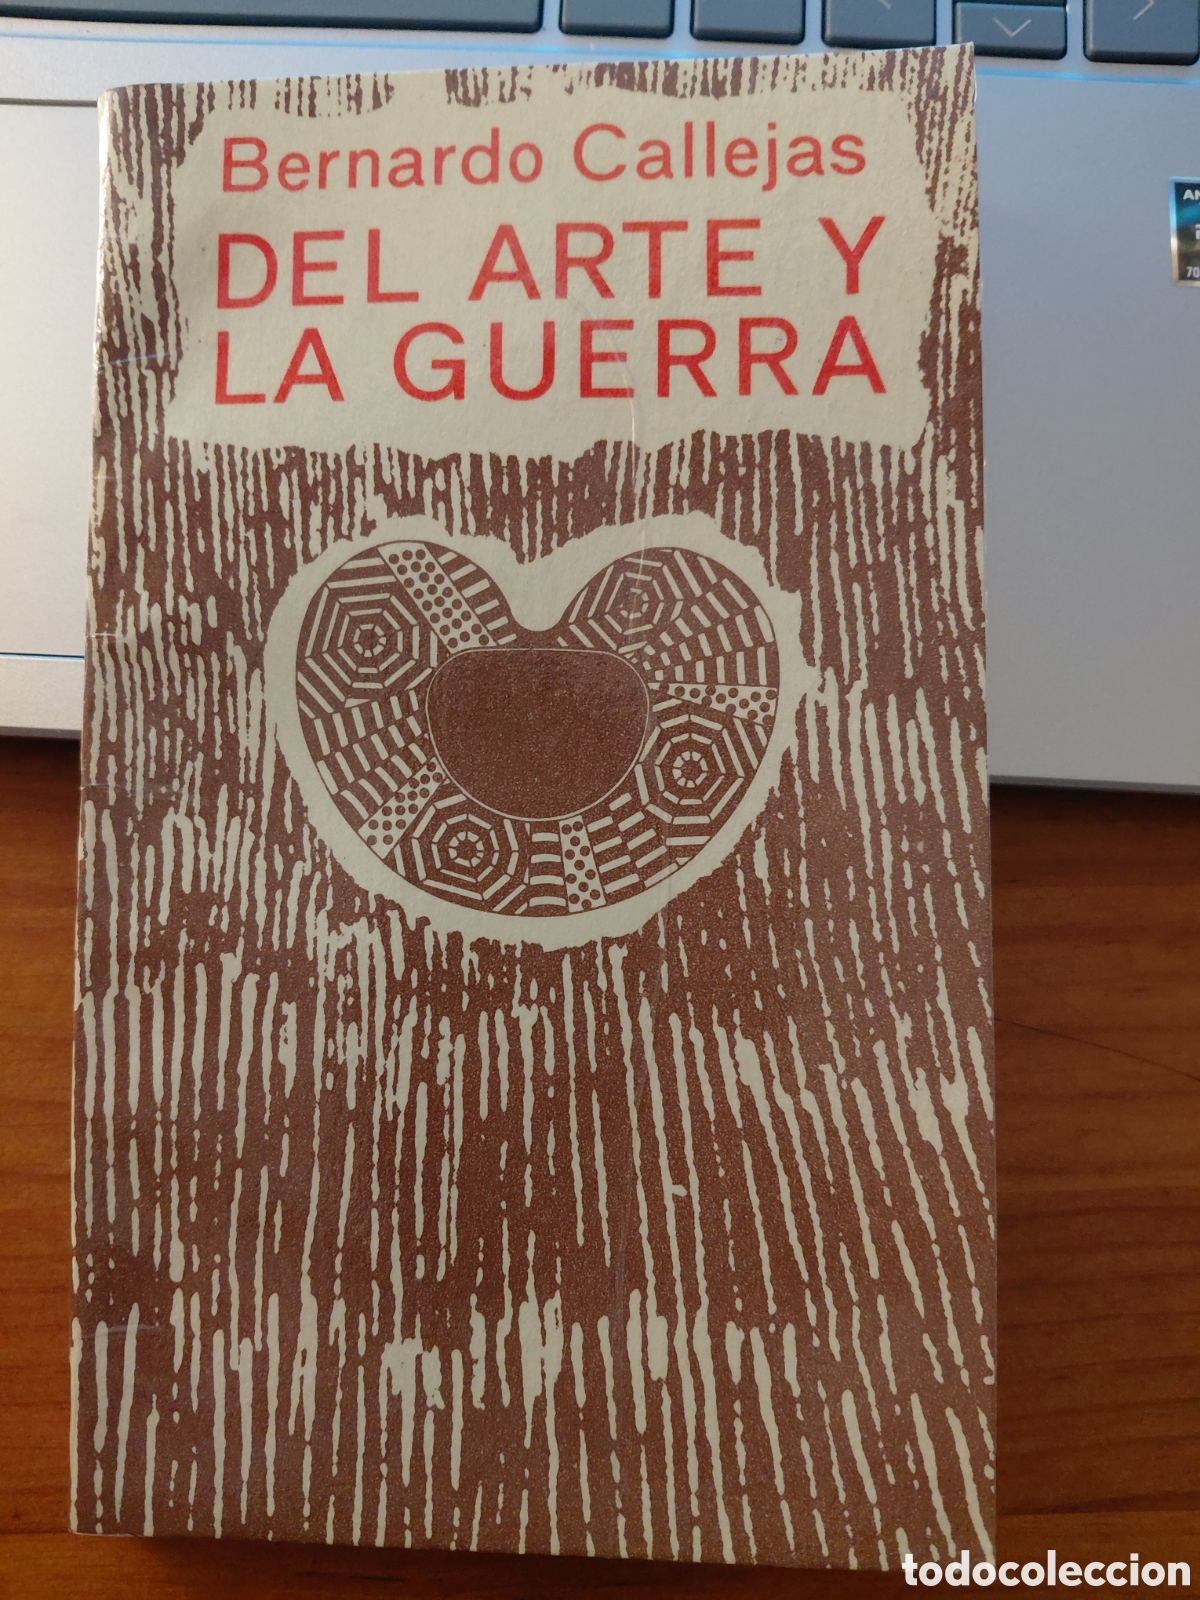 Bernardo Callejas
DEL ARTE Y
LA GUERRA
todocoleccion